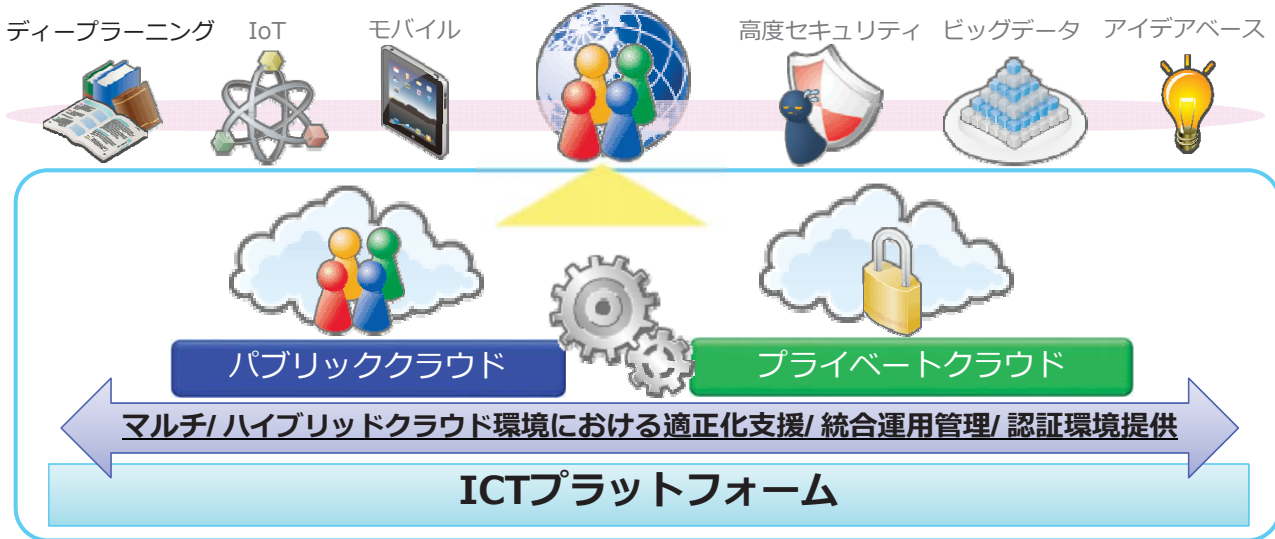 ディープラーニング
IoT
モバイル
高度セキュリティ
ビッグデータ
アイデアベース
パブリッククラウド
プライベートクラウド
マルチ/ ハイブリッドクラウド環境における適正化支援/ 統合運用管理/ 認証環境提供
ICTプラットフォーム